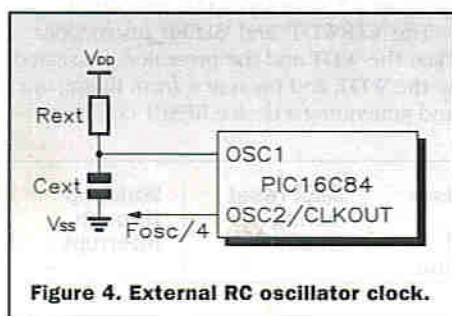 VDD
Rext
OSC1
PIC16C84
Cext
OSC2/CLKOUT
Vss
Fosc/4
Figure 4. External RC oscillator clock.